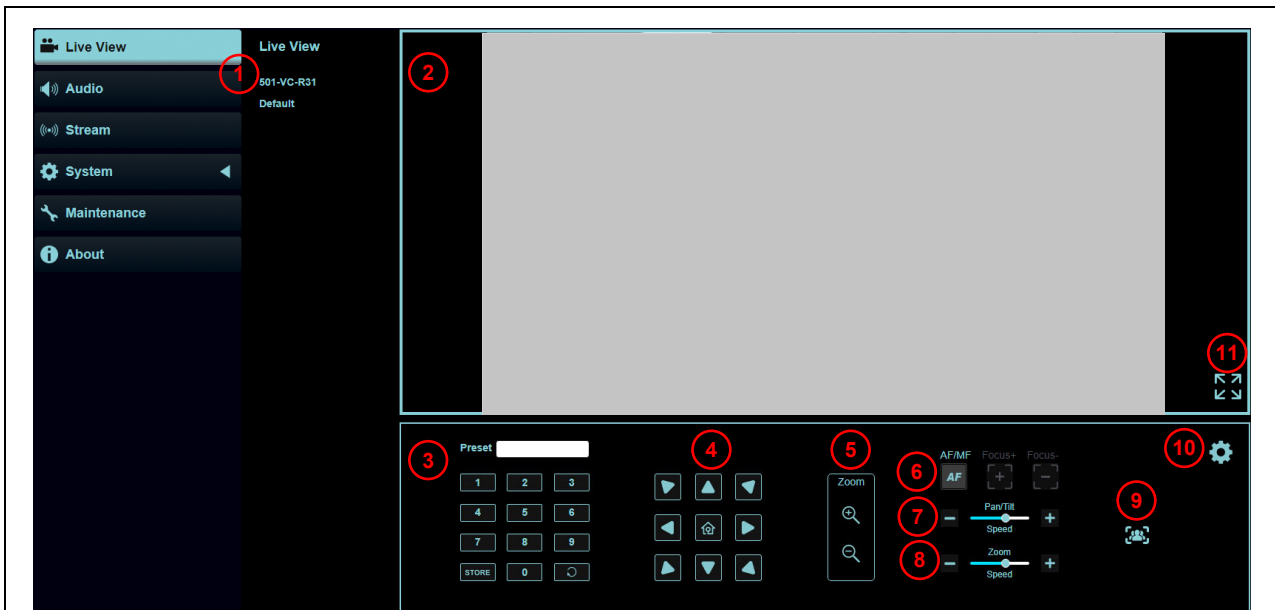 Live View
Audio
Stream
System
Maintenance
About
1
Live View
501-VC-R31
Default
2
11
3
Preset
1 2 3
4 5 6
7 8 9
STORE 0
4
5
Zoom
6
AF/MF Focus+ Focus-
AF
7
Pan/Tilt
Speed
8
Zoom
Speed
9
10